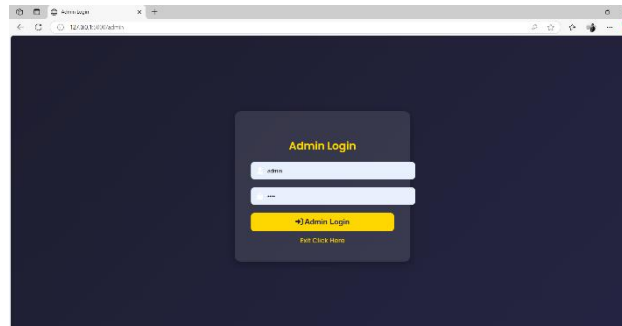 Admin Login
127.0.0.1:5000/admin
Admin Login
admin
••••
Admin Login
Exit Click Here